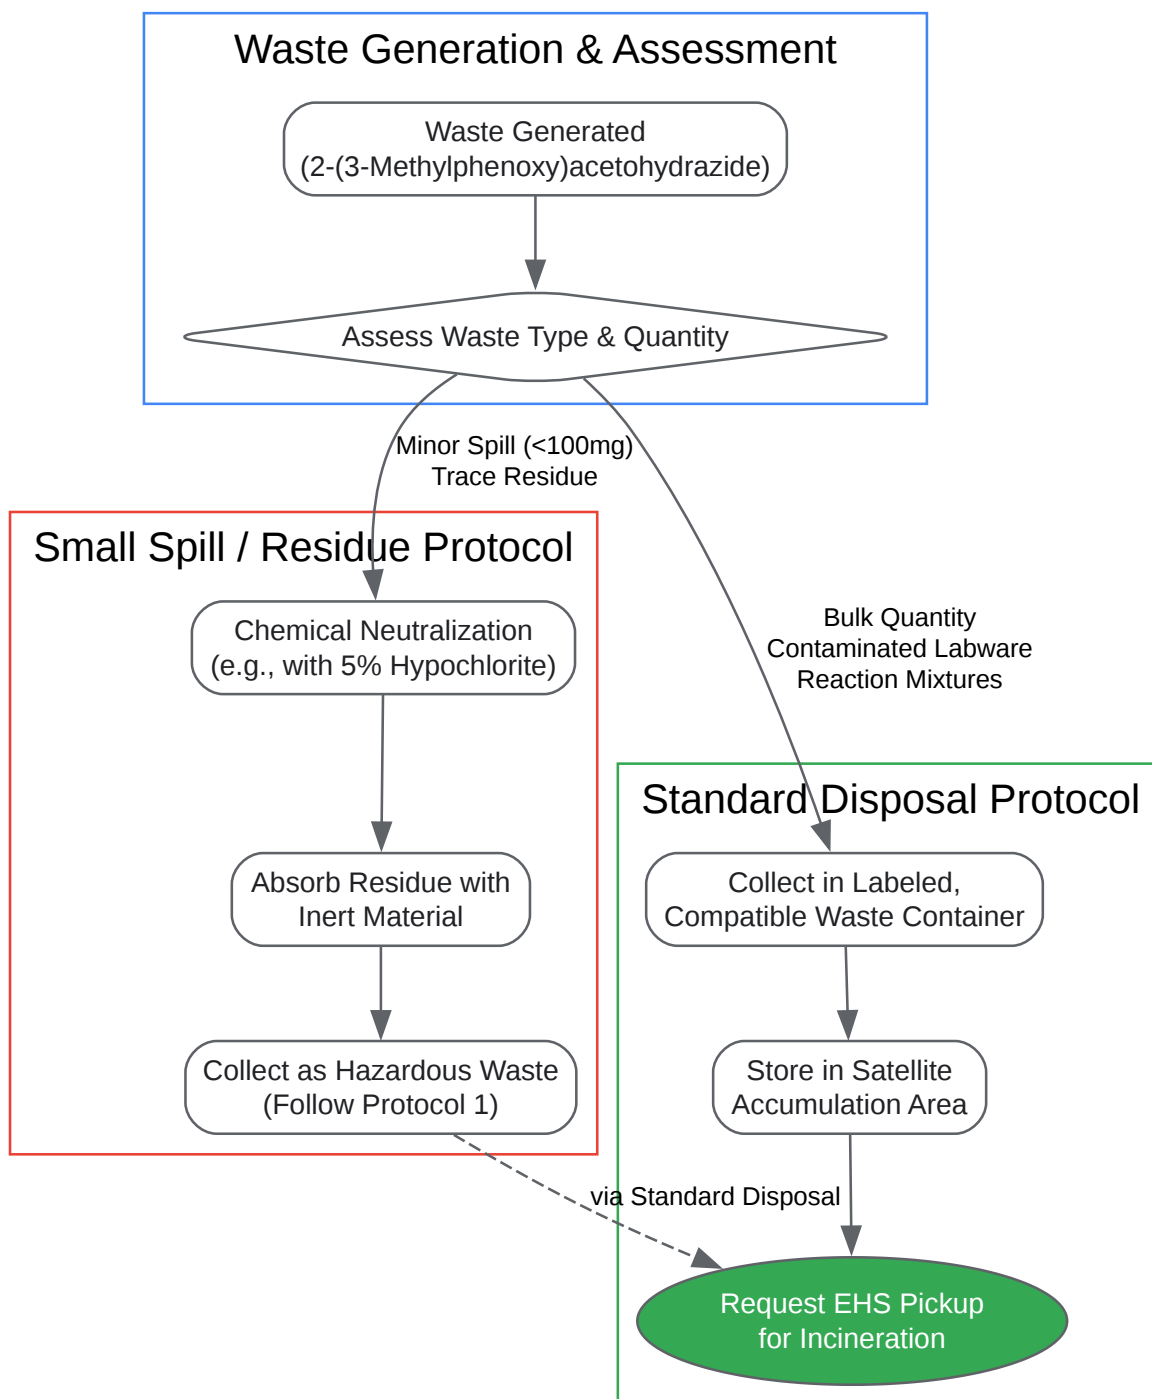 Waste Generation & Assessment
Waste Generated
(2-(3-Methylphenoxy)acetohydrazide)
Assess Waste Type & Quantity
Minor Spill (<100mg)
Trace Residue
Small Spill / Residue Protocol
Chemical Neutralization
(e.g., with 5% Hypochlorite)
Absorb Residue with
Inert Material
Collect as Hazardous Waste
(Follow Protocol 1)
Bulk Quantity
Contaminated Labware
Reaction Mixtures
Standard Disposal Protocol
Collect in Labeled,
Compatible Waste Container
Store in Satellite
Accumulation Area
via Standard Disposal
Request EHS Pickup
for Incineration